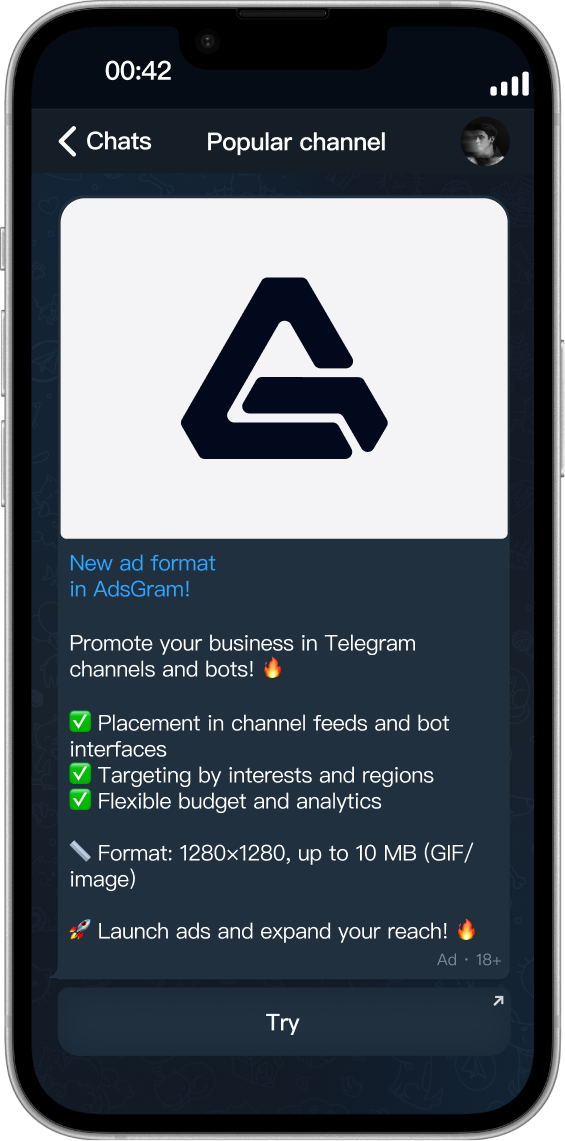 00:42
Chats
Popular channel
New ad format
in AdsGram!
Promote your business in Telegram
channels and bots! 🔥
✅ Placement in channel feeds and bot
interfaces
✅ Targeting by interests and regions
✅ Flexible budget and analytics
📏 Format: 1280×1280, up to 10 MB (GIF/
image)
🚀 Launch ads and expand your reach! 🔥
Ad · 18+
Try